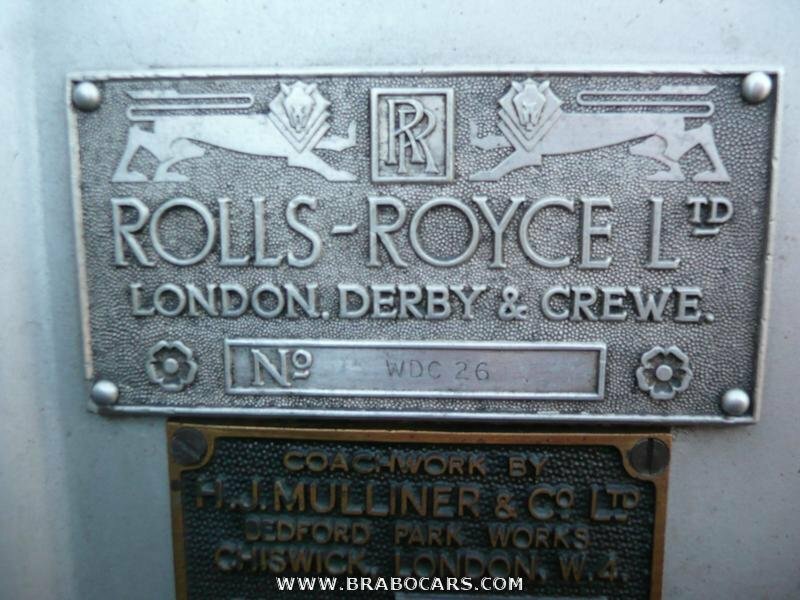 RR
ROLLS-ROYCE LTD
LONDON, DERBY & CREWE.
No WDC 26
COACHWORK BY
H.J. MULLINER & Co LTD
BEDFORD PARK WORKS
CHISWICK, LONDON, W.4.
WWW.BRABOCARS.COM